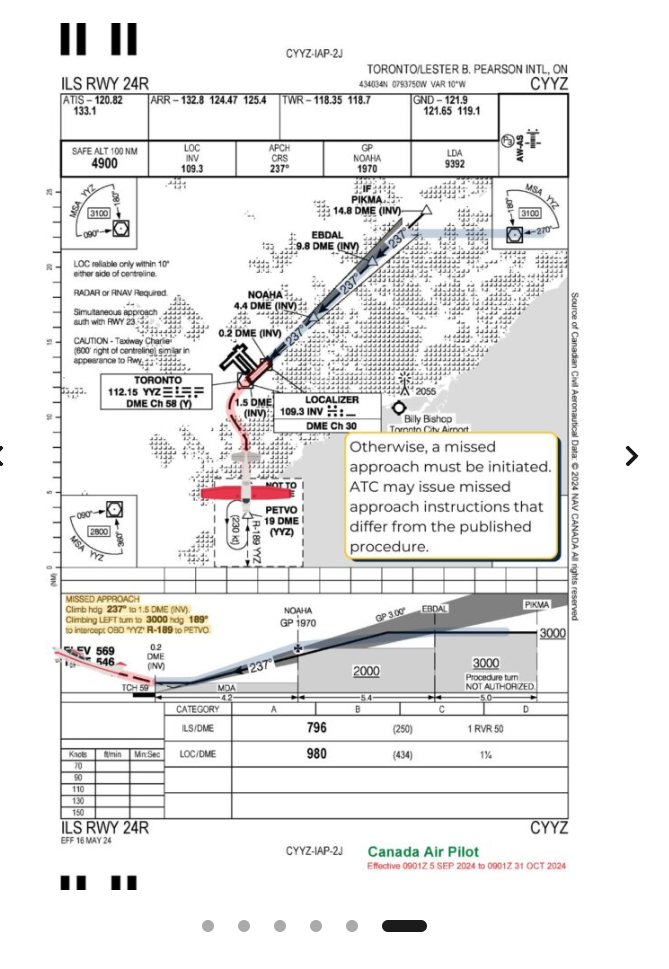 CYYZ-IAP-2J
TORONTO/LESTER B. PEARSON INTL, ON
ILS RWY 24R
434034N 0793750W VAR 10°W
CYYZ
ATIS – 120.82
133.1
ARR – 132.8 124.47 125.4
TWR – 118.35 118.7
GND – 121.9
121.65 119.1
SAFE ALT 100 NM
4900
LOC
INV
109.3
APCH
CRS
237°
GP
NOAHA
1970
LDA
9392
AW-AS
P3
25
MSA YYZ
180°
3100
090°
IF
PIKMA
14.8 DME (INV)
MSA YYZ
180°
3100
270°
EBDAL
9.8 DME (INV)
237°
20
LOC reliable only within 10°
either side of centreline.
RADAR or RNAV Required.
Simultaneous approach
auth with RWY 23.
CAUTION - Taxiway Charlie
(600' right of centreline) similar in
appearance to Rwy.
237°
NOAHA
4.4 DME (INV)
15
237°
0.2 DME (INV)
TORONTO
112.15 YYZ
DME Ch 58 (Y)
1.5 DME
(INV)
LOCALIZER
109.3 INV
DME Ch 30
2055
10
Billy Bishop
Toronto City Airport
Otherwise, a missed
approach must be initiated.
ATC may issue missed
approach instructions that
differ from the published
procedure.
NOT TO
5
PETVO
19 DME
(YYZ)
(230 kt)
R-189 YYZ
090°
360°
2800
MSA YYZ
0
(NM)
Source of Canadian Civil Aeronautical Data: © 2024 NAV CANADA All rights reserved
MISSED APPROACH
Climb hdg 237° to 1.5 DME (INV).
Climbing LEFT turn to 3000 hdg 189°
to intercept OBD "YYZ" R-189 to PETVO.
NOAHA
GP 1970
GP 3.00°
EBDAL
PIKMA
3000
ELEV 569
546
0.2
DME
(INV)
237°
2000
3000
Procedure turn
NOT AUTHORIZED.
TCH 59'
MDA
4.2
5.4
5.0
CATEGORY
A
B
C
D
ILS/DME
796
(250)
1 RVR 50
LOC/DME
980
(434)
1¼
Knots
ft/min
Min:Sec
70
90
110
130
150
ILS RWY 24R
EFF 16 MAY 24
CYYZ
CYYZ-IAP-2J
Canada Air Pilot
Effective 0901Z 5 SEP 2024 to 0901Z 31 OCT 2024